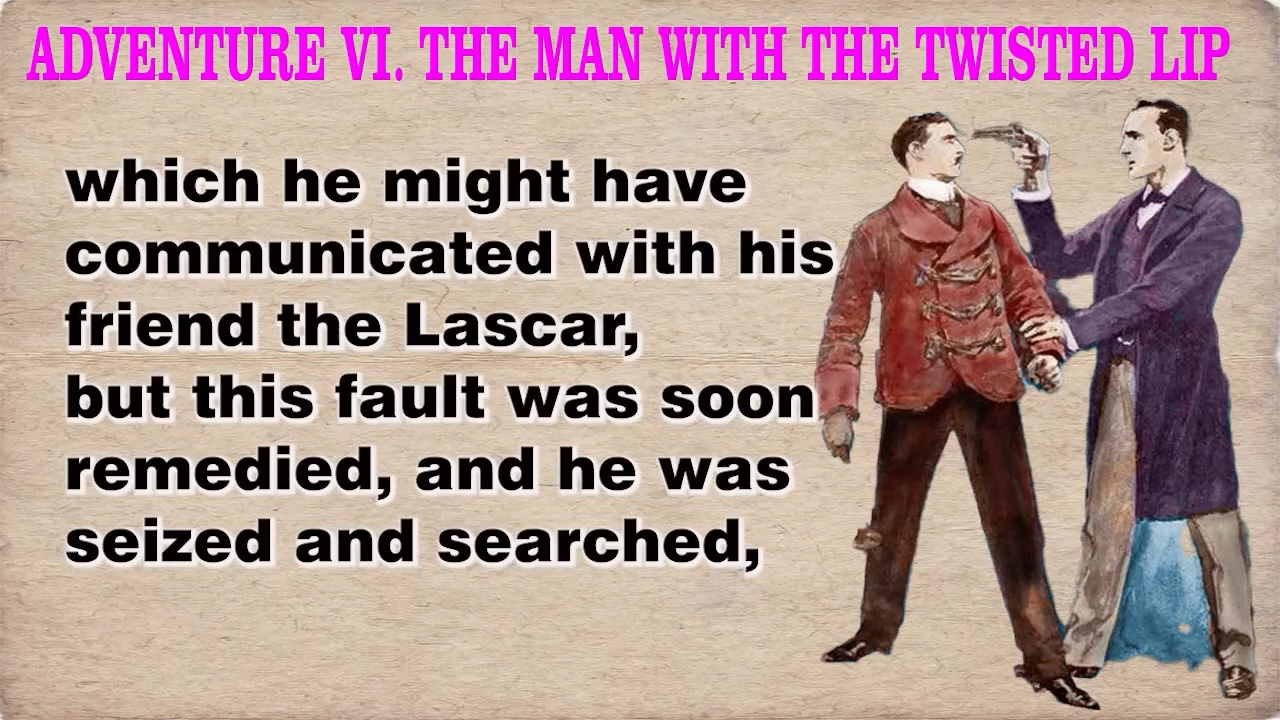 ADVENTURE VI. THE MAN WITH THE TWISTED LIP
which he might have
communicated with his
friend the Lascar,
but this fault was soon
remedied, and he was
seized and searched,